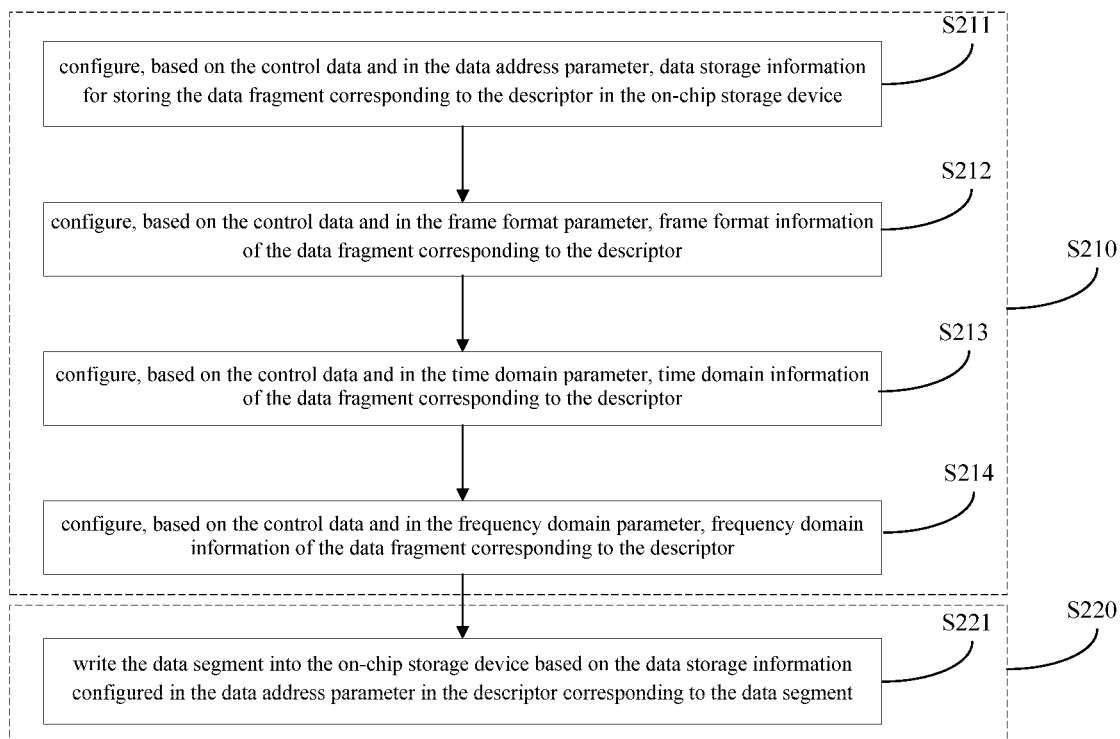 S211
configure, based on the control data and in the data address parameter, data storage information
for storing the data fragment corresponding to the descriptor in the on-chip storage device
S212
configure, based on the control data and in the frame format parameter, frame format information
of the data fragment corresponding to the descriptor
S210
S213
configure, based on the control data and in the time domain parameter, time domain information
of the data fragment corresponding to the descriptor
S214
configure, based on the control data and in the frequency domain parameter, frequency domain
information of the data fragment corresponding to the descriptor
S221
S220
write the data segment into the on-chip storage device based on the data storage information
configured in the data address parameter in the descriptor corresponding to the data segment